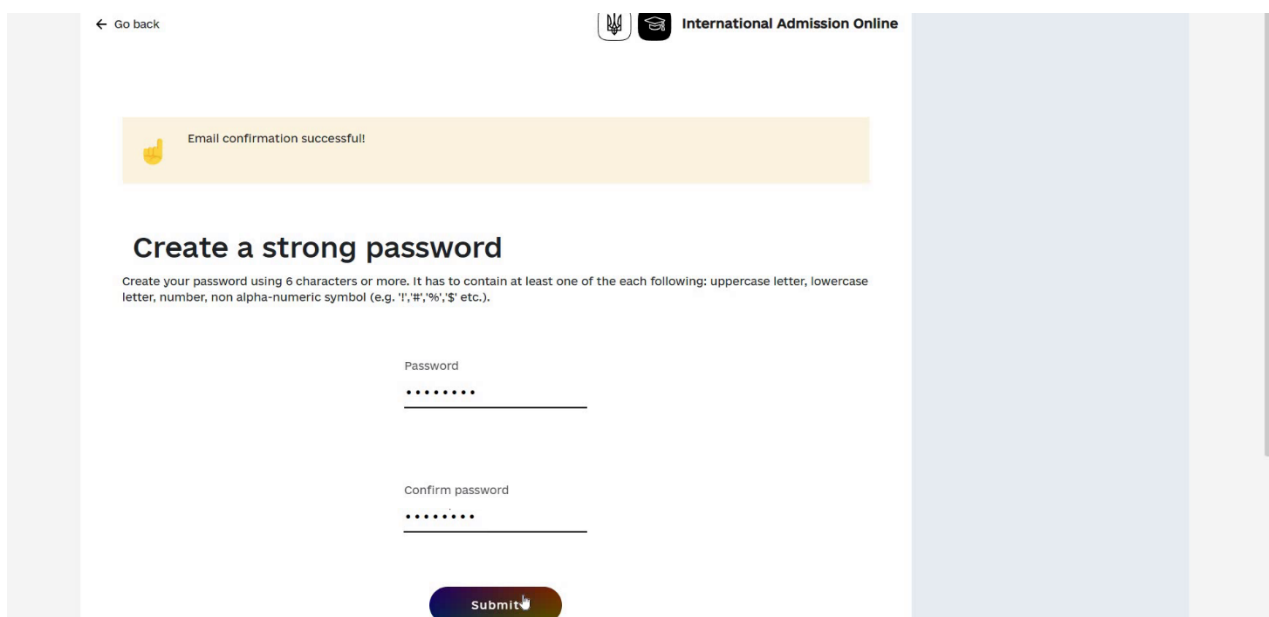 ← Go back
International Admission Online
Email confirmation successful!
Create a strong password
Create your password using 6 characters or more. It has to contain at least one of the each following: uppercase letter, lowercase
letter, number, non alpha-numeric symbol (e.g. '!','#','%','$' etc.).
Password
••••••••
Confirm password
••••••••
Submit